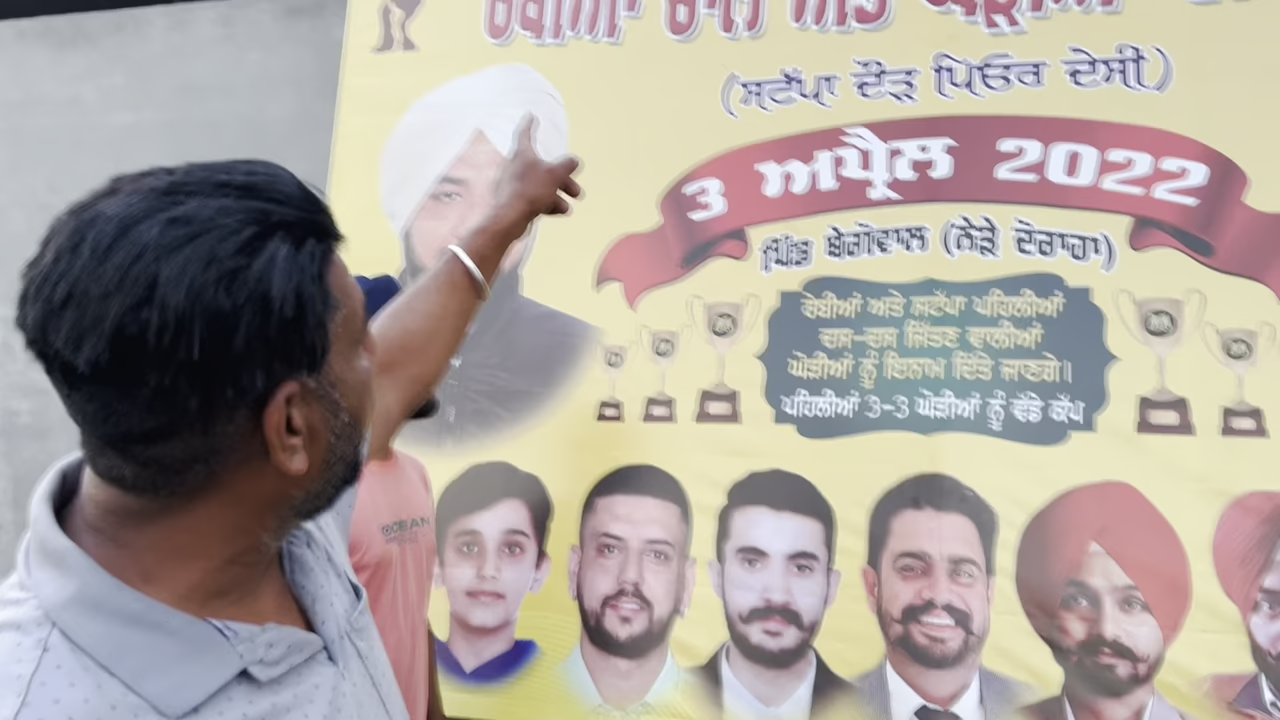 (ਸਟੱਪਾ ਦੌੜ ਪਿਓਰ ਦੇਸੀ)
3 ਅਪ੍ਰੈਲ 2022
ਪਿੰਡ ਬੇਗੋਵਾਲ (ਨੇੜੇ ਦੋਰਾਹਾ)
ਚੋਬੀਆਂ ਅਤੇ ਸਟੱਪਾ ਪਹਿਲੀਆਂ
ਦਸ-ਦਸ ਜਿੱਤਣ ਵਾਲੀਆਂ
ਘੋੜੀਆਂ ਨੂੰ ਇਨਾਮ ਦਿੱਤੇ ਜਾਣਗੇ।
ਪਹਿਲੀਆਂ 3-3 ਘੋੜੀਆਂ ਨੂੰ ਵੱਡੇ ਕੱਪ
OCEAN